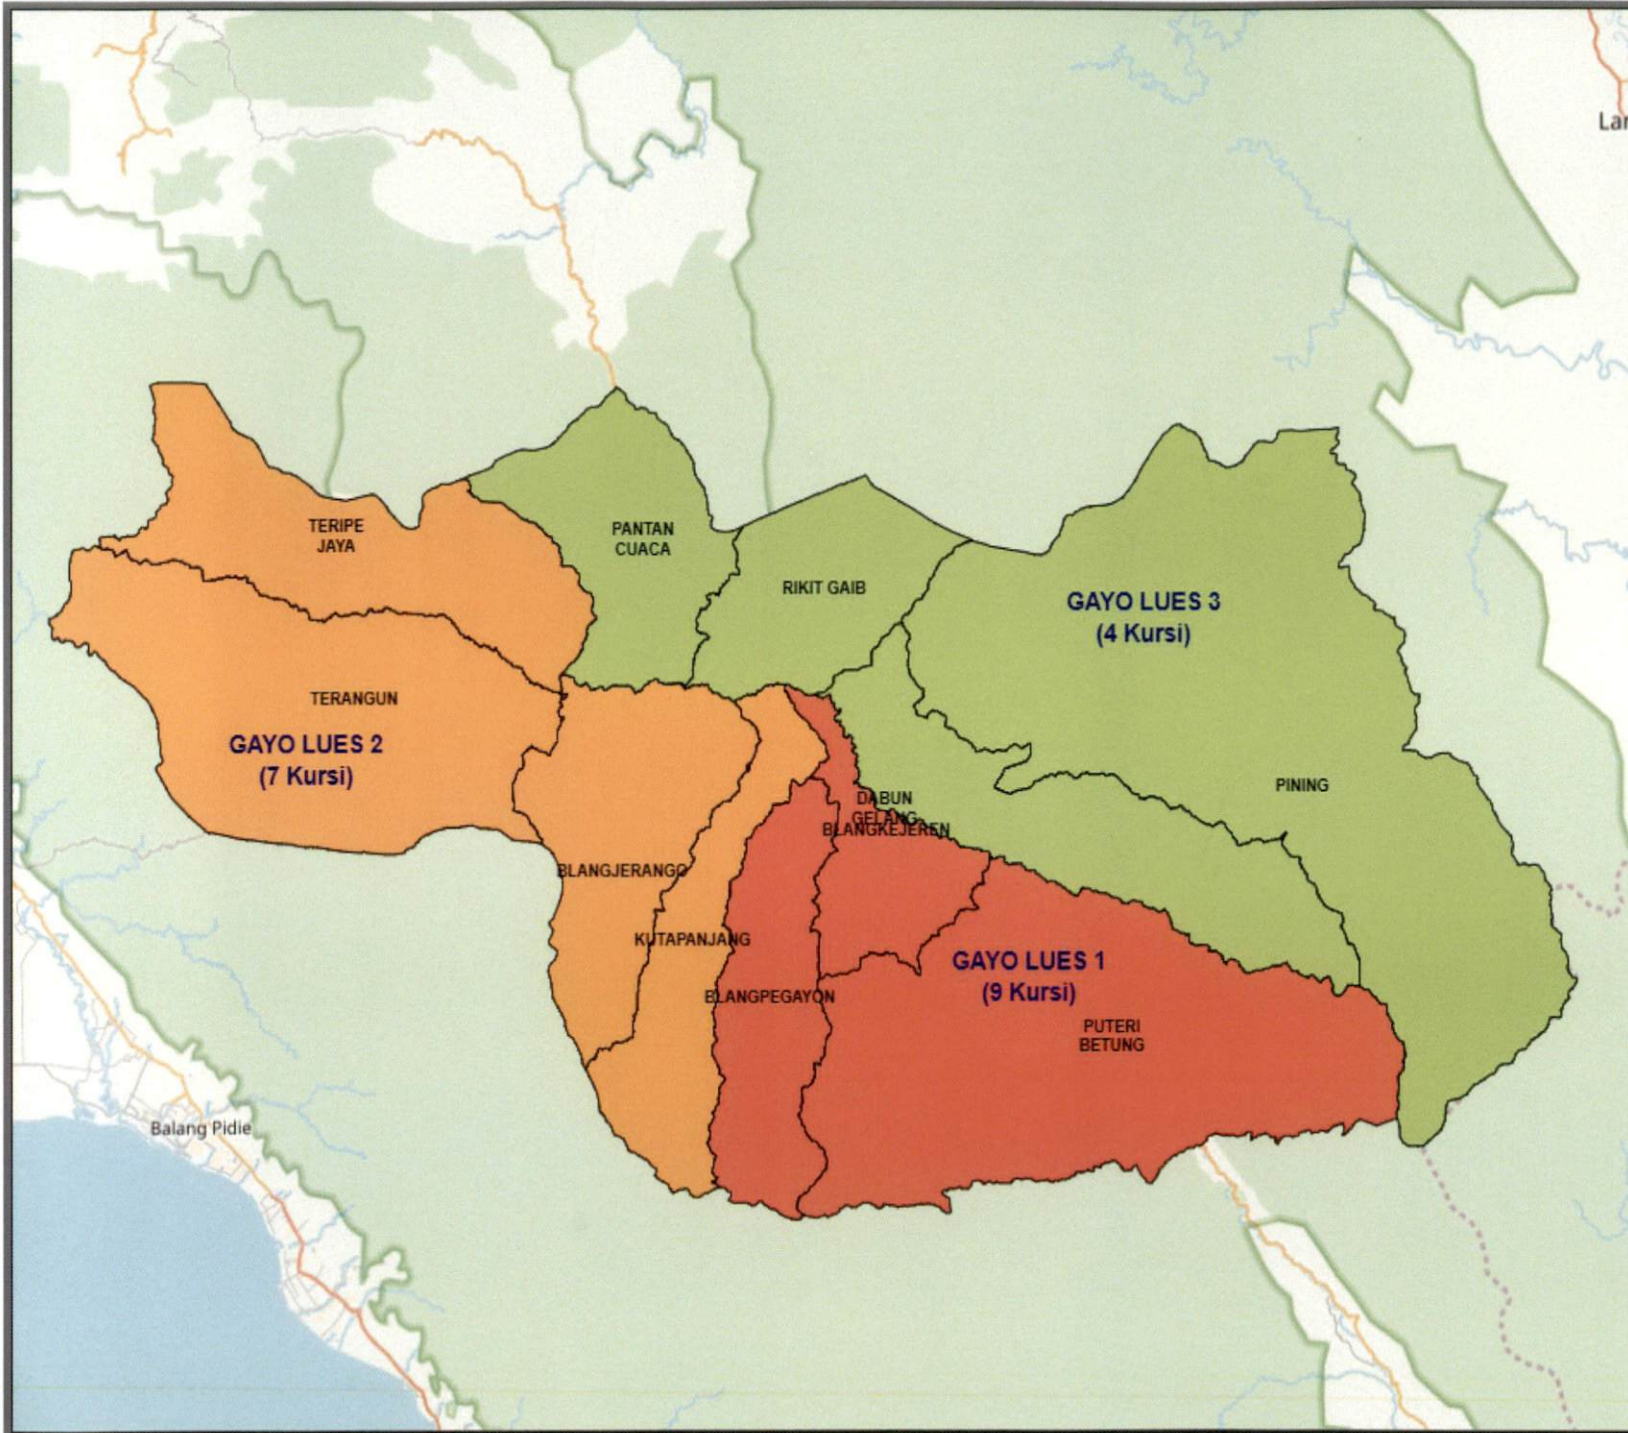 Lar
TERIPE
JAYA
PANTAN
CUACA
RIKIT GAIB
GAYO LUES 3
(4 Kursi)
TERANGUN
GAYO LUES 2
(7 Kursi)
PINING
DABUN
GELANG
BLANGKEJEREN
BLANGJERANGO
KUTAPANJANG
GAYO LUES 1
(9 Kursi)
BLANGPEGAYON
PUTERI
BETUNG
Balang Pidie